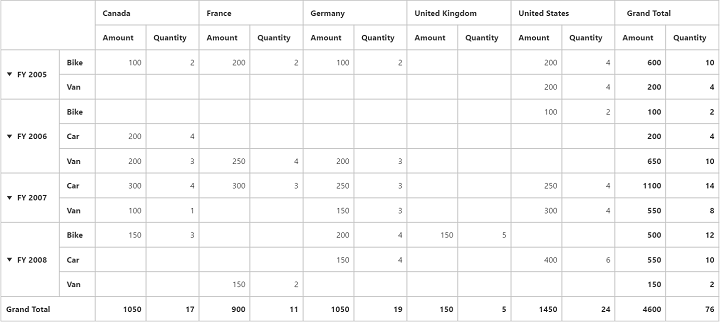 Canada France Germany United Kingdom United States Grand Total
Amount Quantity Amount Quantity Amount Quantity Amount Quantity Amount Quantity Amount Quantity
▼ FY 2005 Bike 100 2 200 2 100 2 200 4 600 10
Van 200 4 200 4
▼ FY 2006 Bike 100 2 100 2
Car 200 4 200 4
Van 200 3 250 4 200 3 650 10
▼ FY 2007 Car 300 4 300 3 250 3 250 4 1100 14
Van 100 1 150 3 300 4 550 8
▼ FY 2008 Bike 150 3 200 4 150 5 500 12
Car 150 4 400 6 550 10
Van 150 2 150 2
Grand Total 1050 17 900 11 1050 19 150 5 1450 24 4600 76